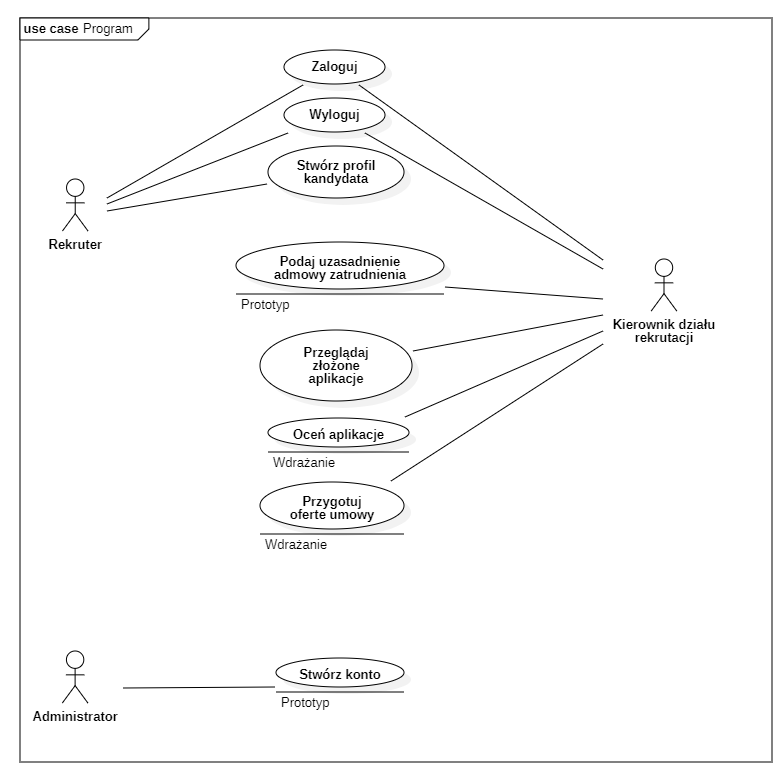 use case Program
Zaloguj
Wyloguj
Stwórz profil
kandydata
Rekruter
Podaj uzasadnienie
admowy zatrudnienia
Prototyp
Kierownik działu
rekrutacji
Przeglądaj
złożone
aplikacje
Oceń aplikacje
Wdrażanie
Przygotuj
oferte umowy
Wdrażanie
Stwórz konto
Prototyp
Administrator